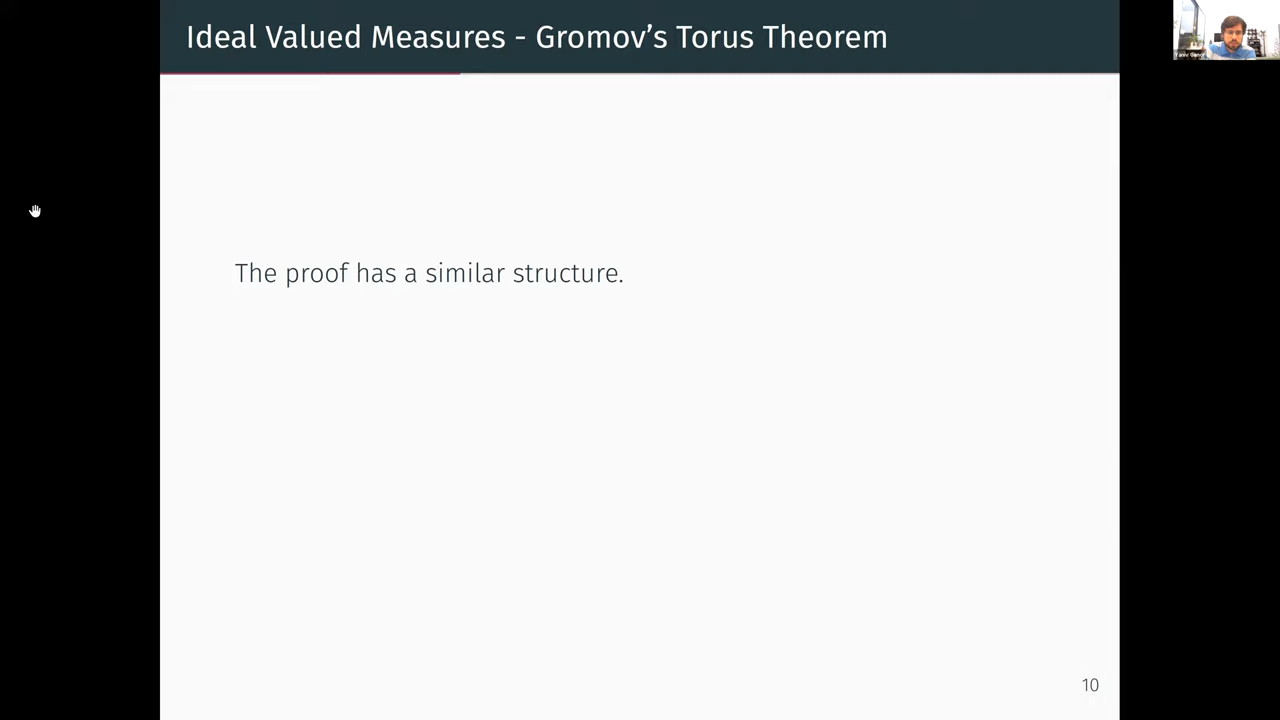 Ideal Valued Measures - Gromov's Torus Theorem
The proof has a similar structure.
10